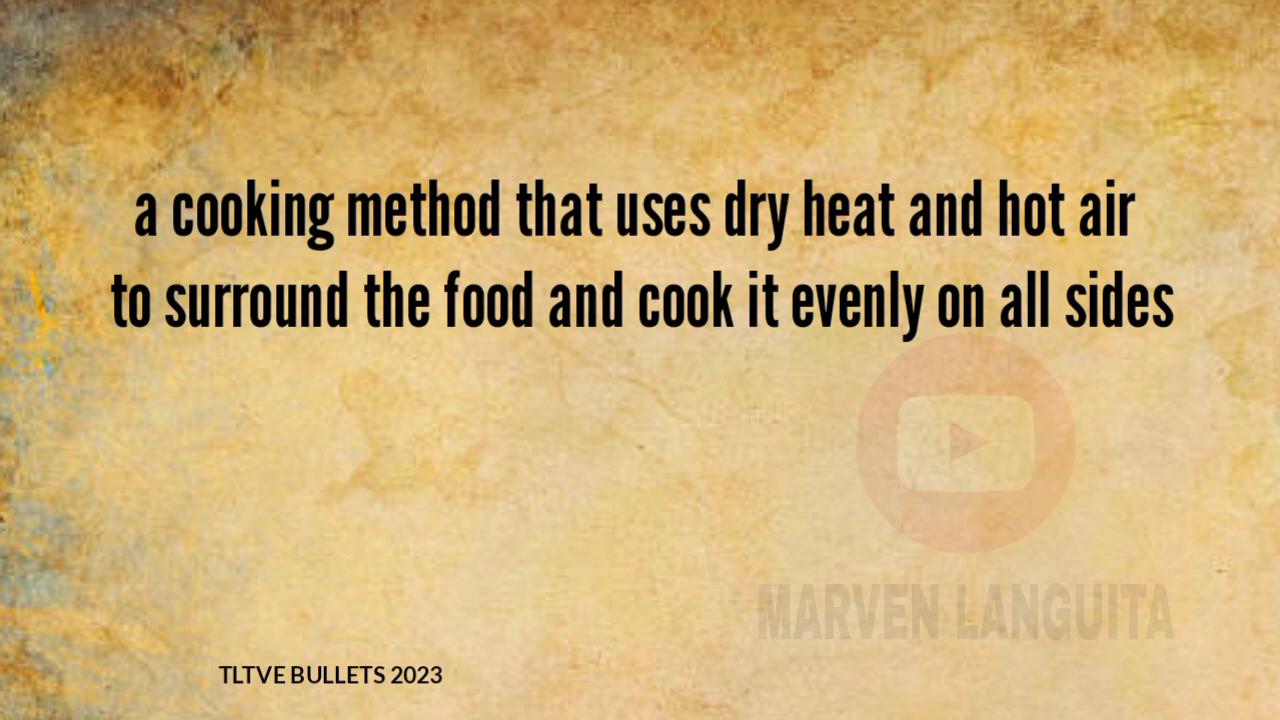 a cooking method that uses dry heat and hot air
to surround the food and cook it evenly on all sides
MARVEN LANGUITA
TLTVE BULLETS 2023